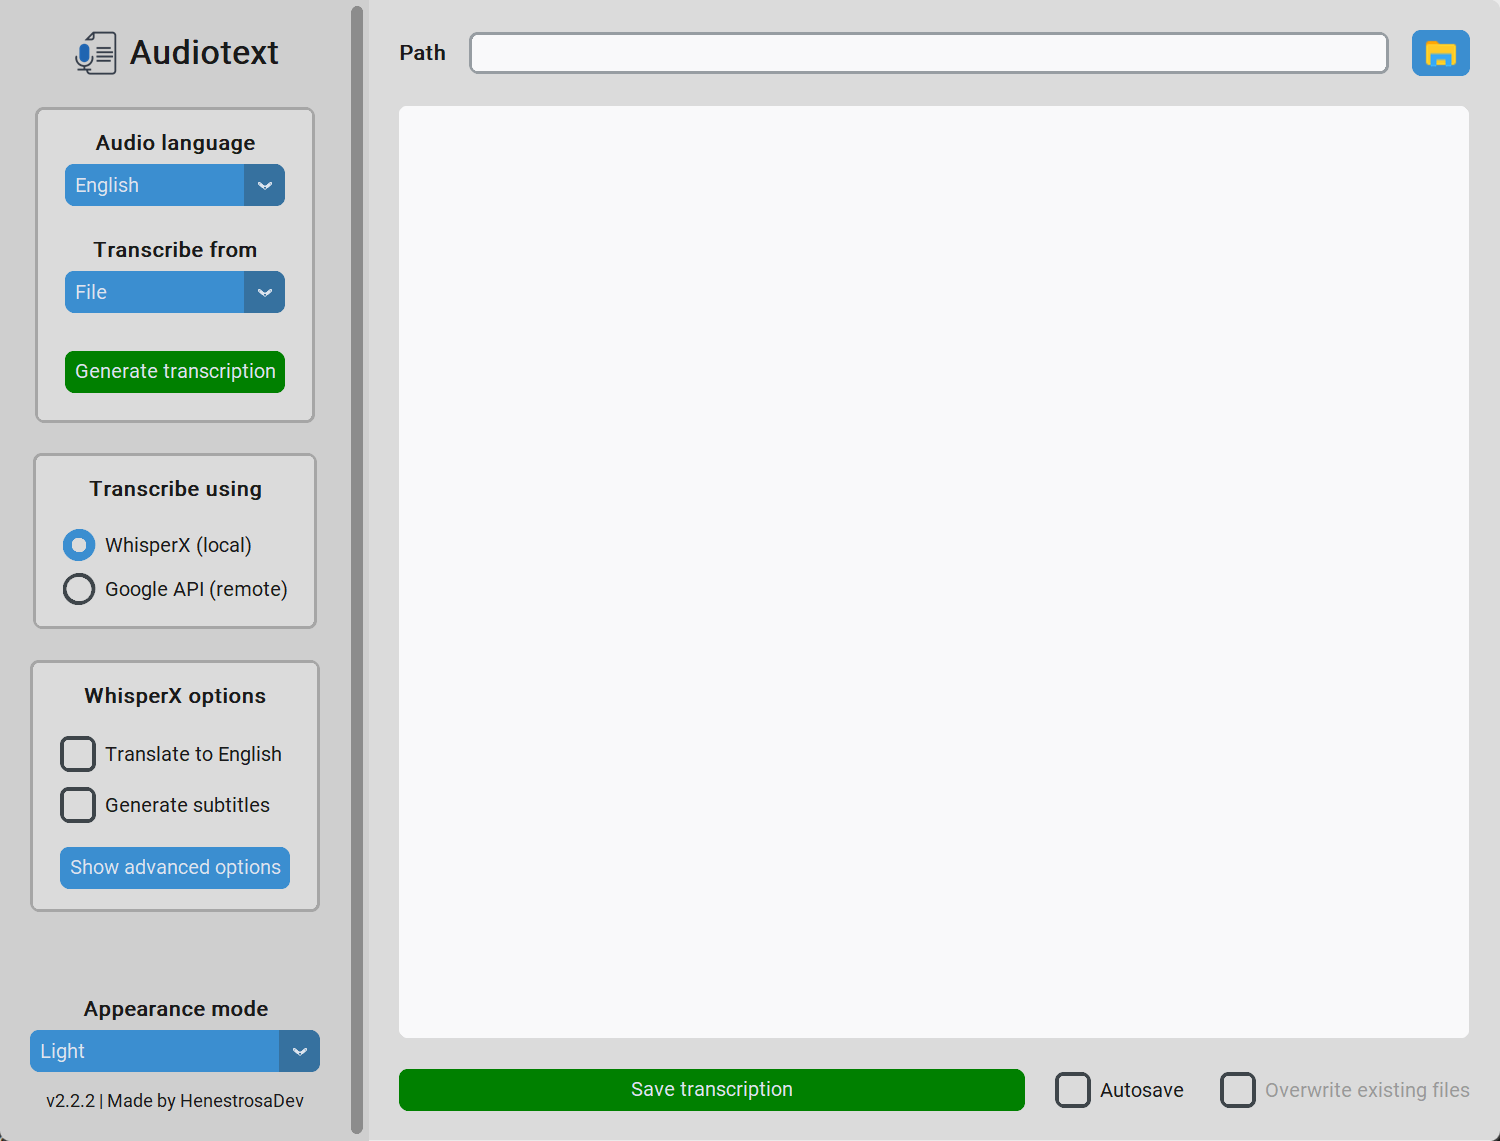 Audiotext
Audio language
English
Transcribe from
File
Generate transcription
Transcribe using
WhisperX (local)
Google API (remote)
WhisperX options
Translate to English
Generate subtitles
Show advanced options
Appearance mode
Light
v2.2.2 | Made by HenestrosaDev
Path
Save transcription
Autosave
Overwrite existing files